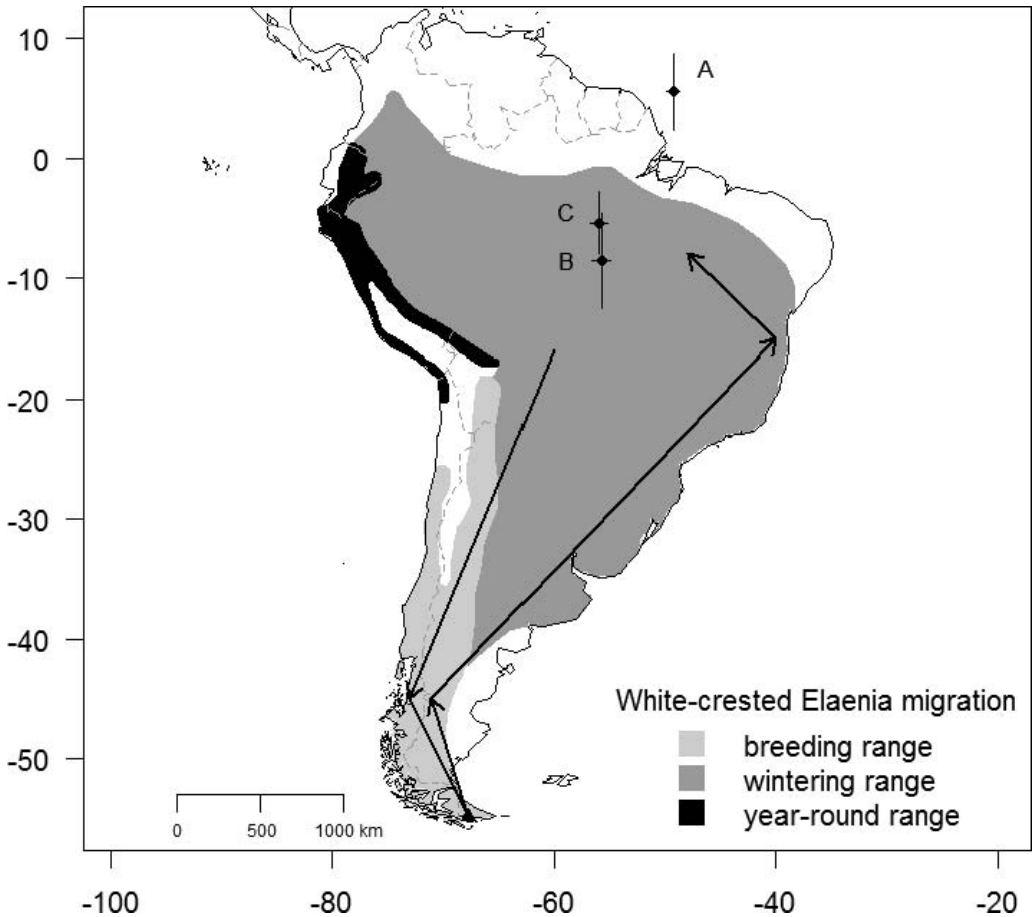 10
0
-10
-20
-30
-40
-50
A
C
B
White-crested Elaenia migration
breeding range
wintering range
year-round range
0 500 1000 km
-100 -80 -60 -40 -20